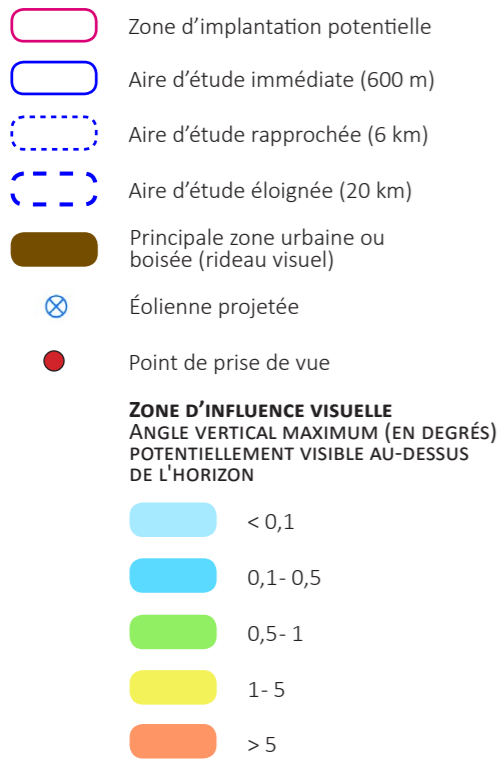 Zone d’implantation potentielle
Aire d’étude immédiate (600 m)
Aire d’étude rapprochée (6 km)
Aire d’étude éloignée (20 km)
Principale zone urbaine ou
boisée (rideau visuel)
Éolienne projetée
Point de prise de vue
ZONE D’INFLUENCE VISUELLE
ANGLE VERTICAL MAXIMUM (EN DEGRÉS)
POTENTIELLEMENT VISIBLE AU-DESSUS
DE L'HORIZON
< 0,1
0,1- 0,5
0,5- 1
1- 5
> 5